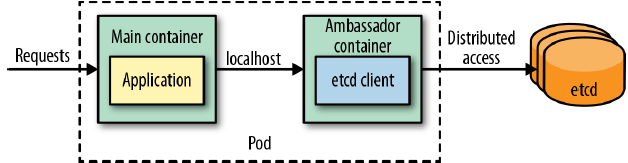 Requests
Main container
Application
localhost
Ambassador
container
etcd client
Distributed
access
etcd
Pod